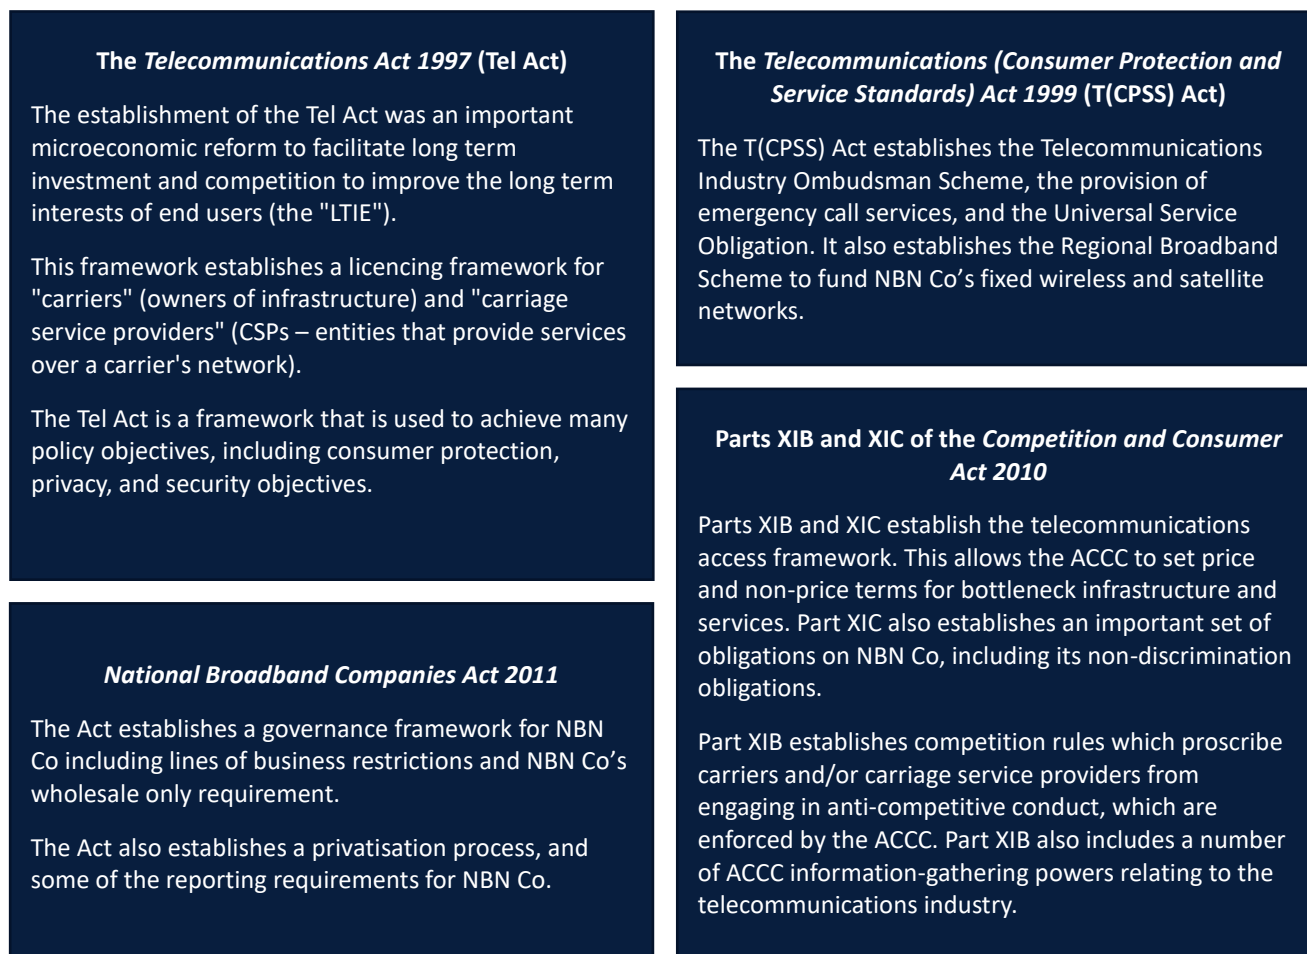 The Telecommunications Act 1997 (Tel Act)
The establishment of the Tel Act was an important
microeconomic reform to facilitate long term
investment and competition to improve the long term
interests of end users (the "LTIE").
This framework establishes a licencing framework for
"carriers" (owners of infrastructure) and "carriage
service providers" (CSPs – entities that provide services
over a carrier's network).
The Tel Act is a framework that is used to achieve many
policy objectives, including consumer protection,
privacy, and security objectives.
National Broadband Companies Act 2011
The Act establishes a governance framework for NBN
Co including lines of business restrictions and NBN Co’s
wholesale only requirement.
The Act also establishes a privatisation process, and
some of the reporting requirements for NBN Co.
The Telecommunications (Consumer Protection and
Service Standards) Act 1999 (T(CPSS) Act)
The T(CPSS) Act establishes the Telecommunications
Industry Ombudsman Scheme, the provision of
emergency call services, and the Universal Service
Obligation. It also establishes the Regional Broadband
Scheme to fund NBN Co’s fixed wireless and satellite
networks.
Parts XIB and XIC of the Competition and Consumer
Act 2010
Parts XIB and XIC establish the telecommunications
access framework. This allows the ACCC to set price
and non-price terms for bottleneck infrastructure and
services. Part XIC also establishes an important set of
obligations on NBN Co, including its non-discrimination
obligations.
Part XIB establishes competition rules which proscribe
carriers and/or carriage service providers from
engaging in anti-competitive conduct, which are
enforced by the ACCC. Part XIB also includes a number
of ACCC information-gathering powers relating to the
telecommunications industry.